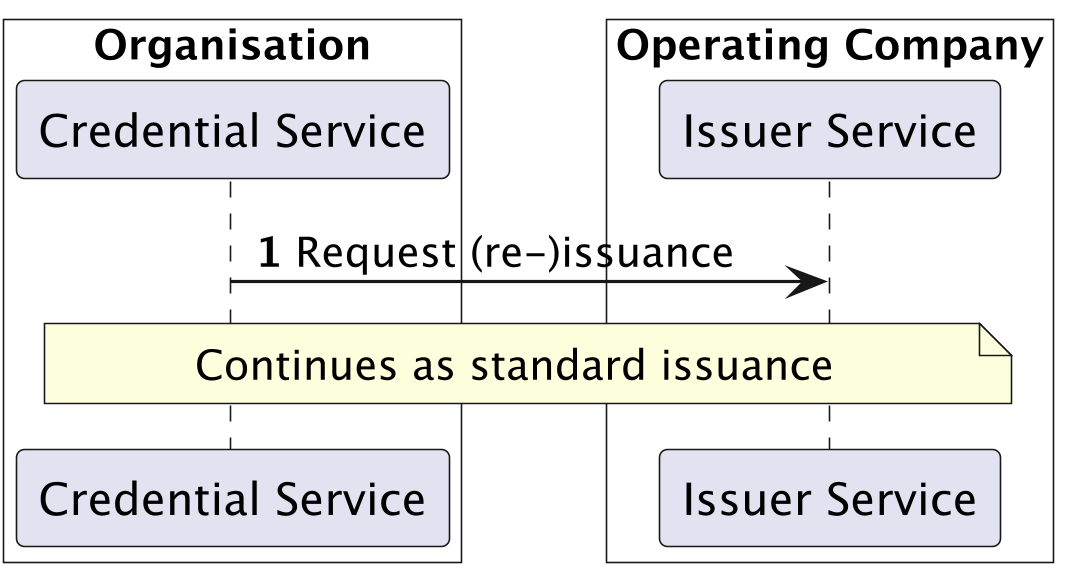 Organisation
Operating Company
Credential Service
Issuer Service
1 Request (re-)issuance
Continues as standard issuance
Credential Service
Issuer Service